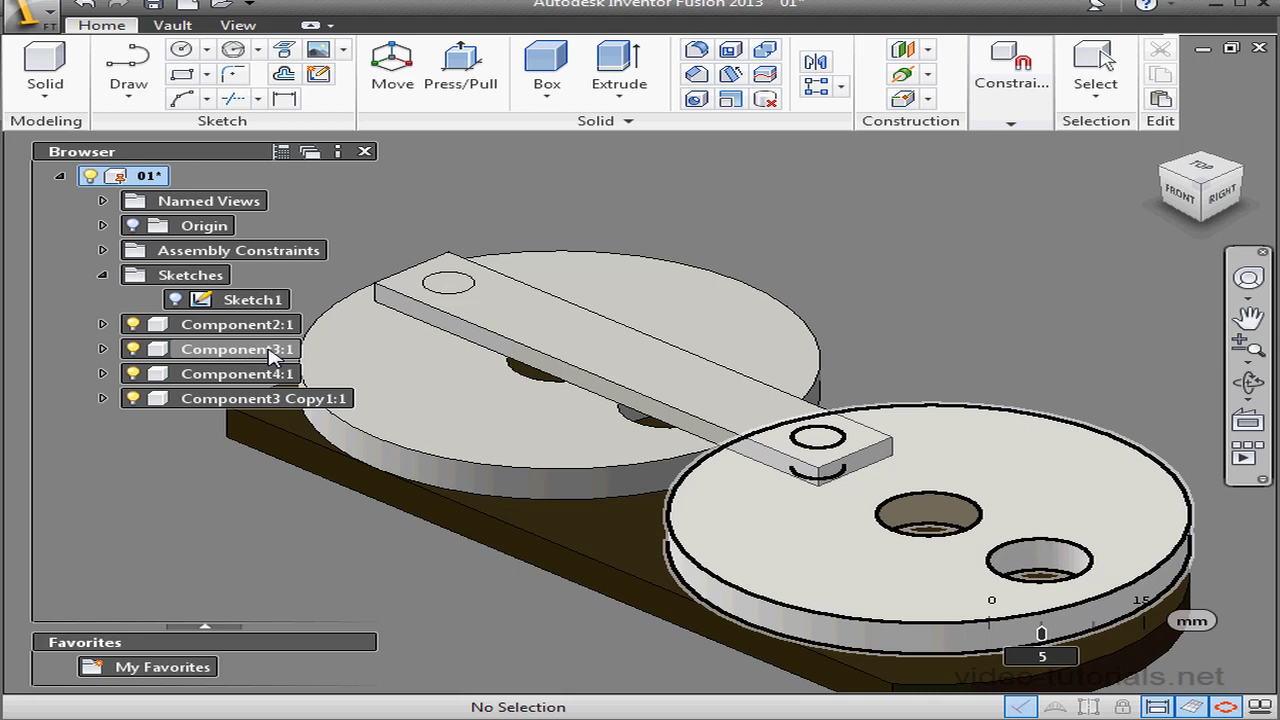 Autodesk Inventor Fusion 2013 01*
FT
Home Vault View
Solid Draw Move Press/Pull Box Extrude Constrai... Select
Modeling Sketch Solid Construction Selection Edit
Browser
01*
Named Views
Origin
Assembly Constraints
Sketches
Sketch1
Component2:1
Component3:1
Component4:1
Component3 Copy1:1
TOP
FRONT RIGHT
0 15
mm
5
Favorites
My Favorites
video-tutorials.net
No Selection